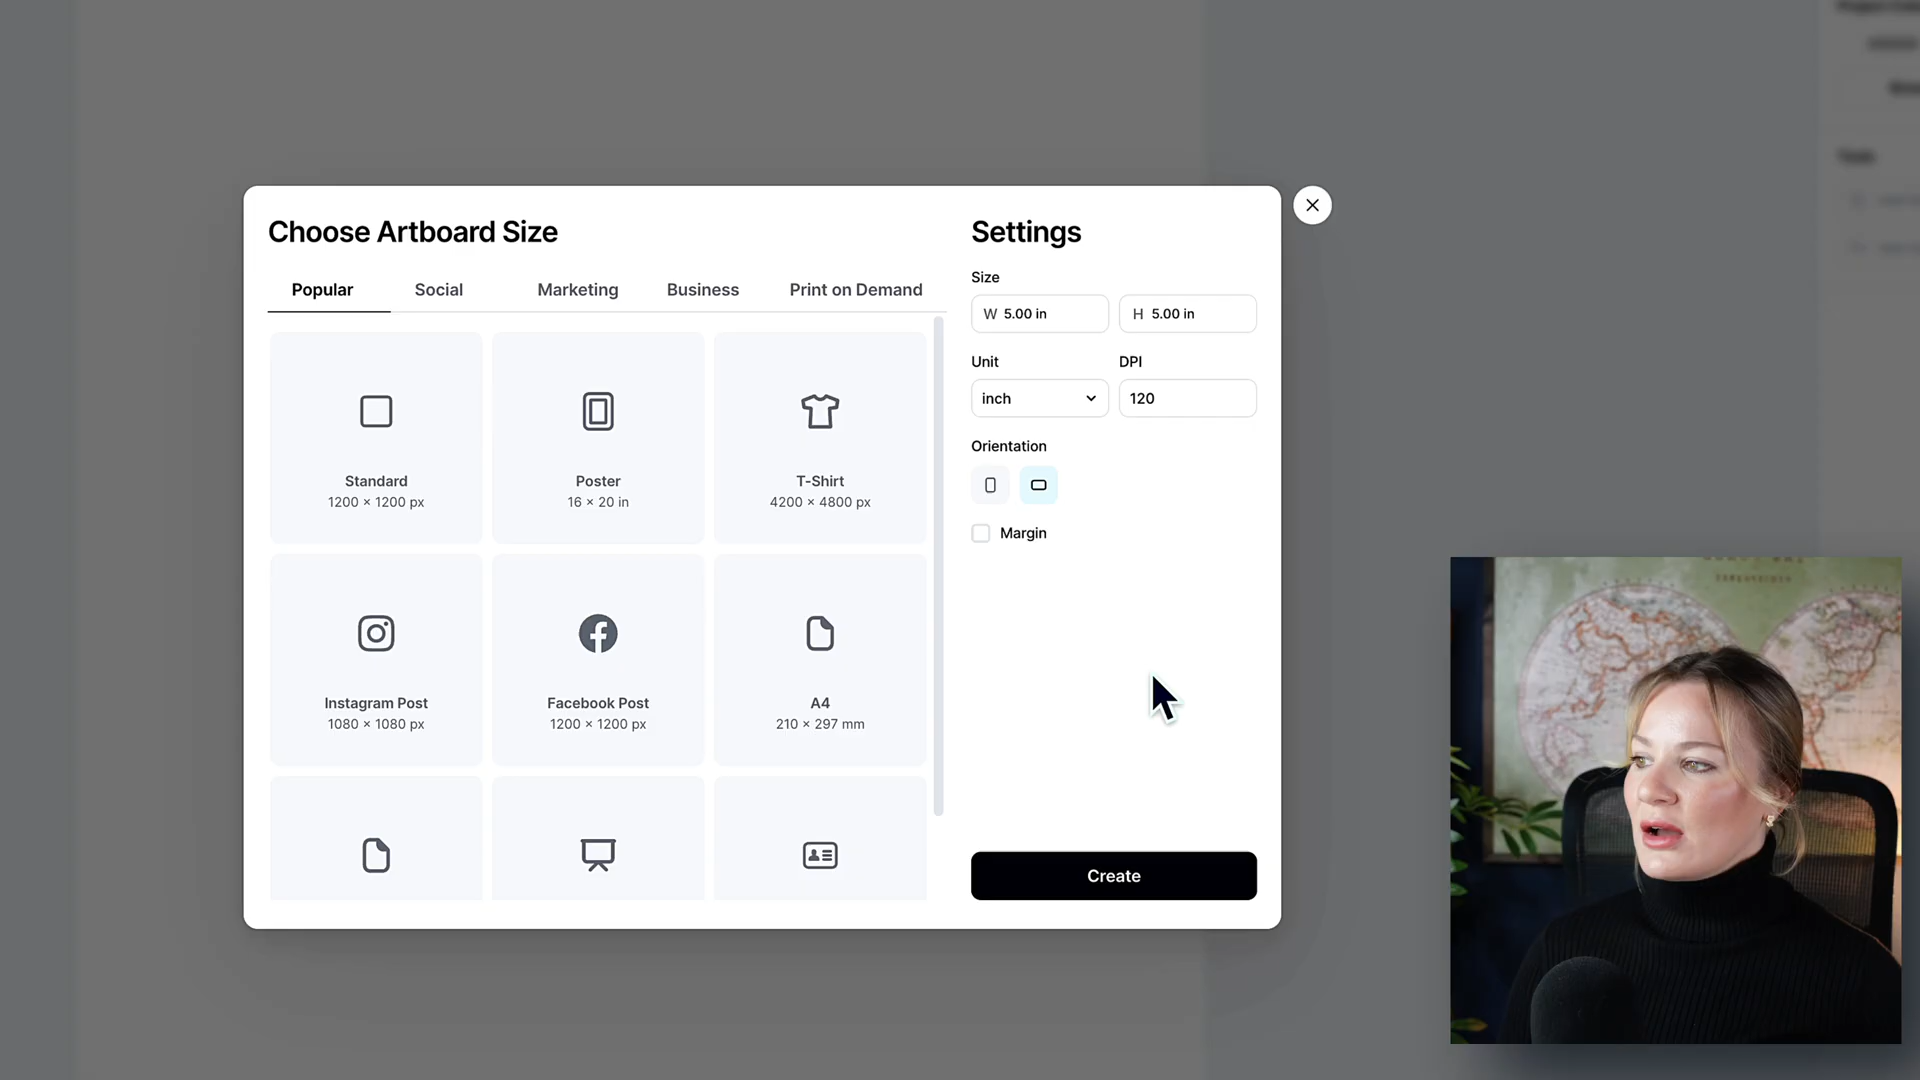 Choose Artboard Size
Popular
Social
Marketing
Business
Print on Demand
Standard
1200 × 1200 px
Poster
16 × 20 in
T-Shirt
4200 × 4800 px
Instagram Post
1080 × 1080 px
Facebook Post
1200 × 1200 px
A4
210 × 297 mm
Settings
Size
W 5.00 in
H 5.00 in
Unit
DPI
inch
120
Orientation
Margin
Create